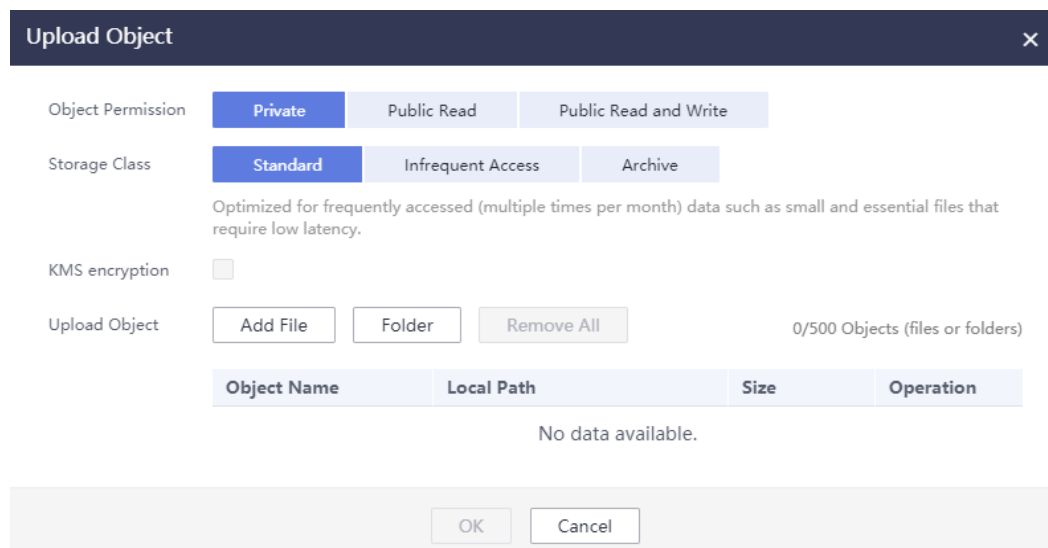 Upload Object ×
Object Permission Private Public Read Public Read and Write
Storage Class Standard Infrequent Access Archive
Optimized for frequently accessed (multiple times per month) data such as small and essential files that
require low latency.
KMS encryption
Upload Object Add File Folder Remove All 0/500 Objects (files or folders)
Object Name Local Path Size Operation
No data available.
OK Cancel